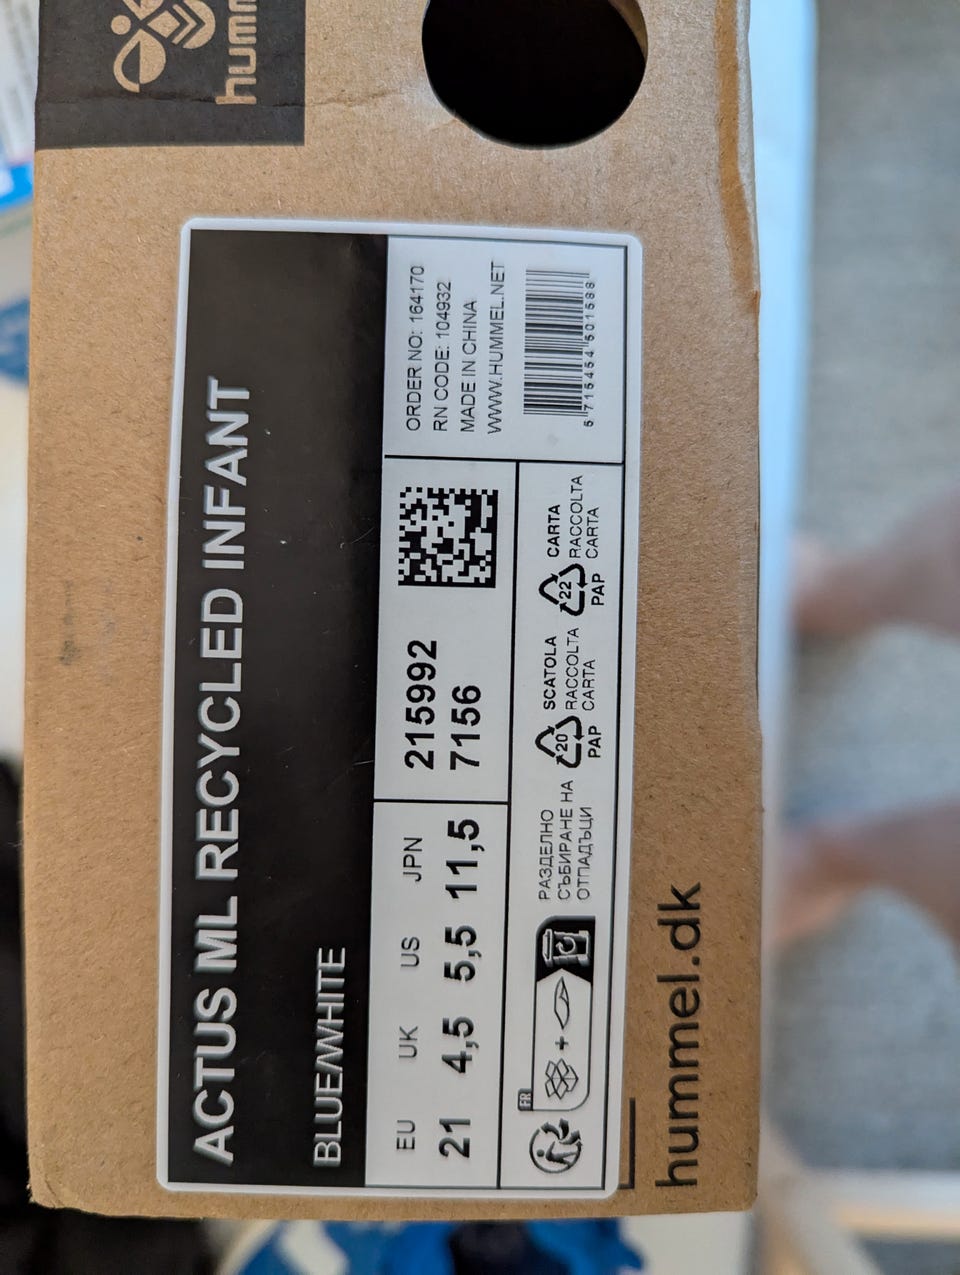 ACTUS ML RECYCLED INFANT
BLUE/WHITE
EU UK US JPN
21 4,5 5,5 11,5
215992
7156
ORDER NO: 164170
RN CODE: 104932
MADE IN CHINA
WWW.HUMMEL.NET
5 715454 501588
FR
РАЗДЕЛНО
СЪБИРАНЕ НА
ОТПАДЪЦИ
20
PAP
SCATOLA
RACCOLTA
CARTA
22
PAP
CARTA
RACCOLTA
CARTA
hummel.dk